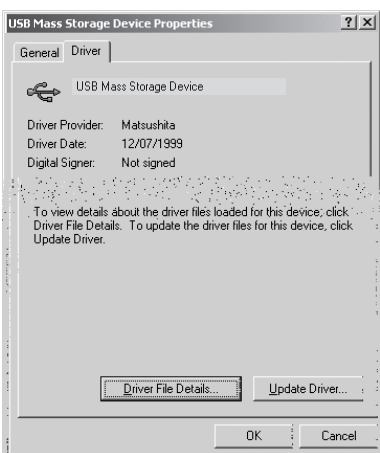 USB Mass Storage Device Properties ? X
General Driver
USB Mass Storage Device
Driver Provider: Matsushita
Driver Date: 12/07/1999
Digital Signer: Not signed
To view details about the driver files loaded for this device, click
Driver File Details. To update the driver files for this device, click
Update Driver.
Driver File Details... Update Driver...
OK Cancel